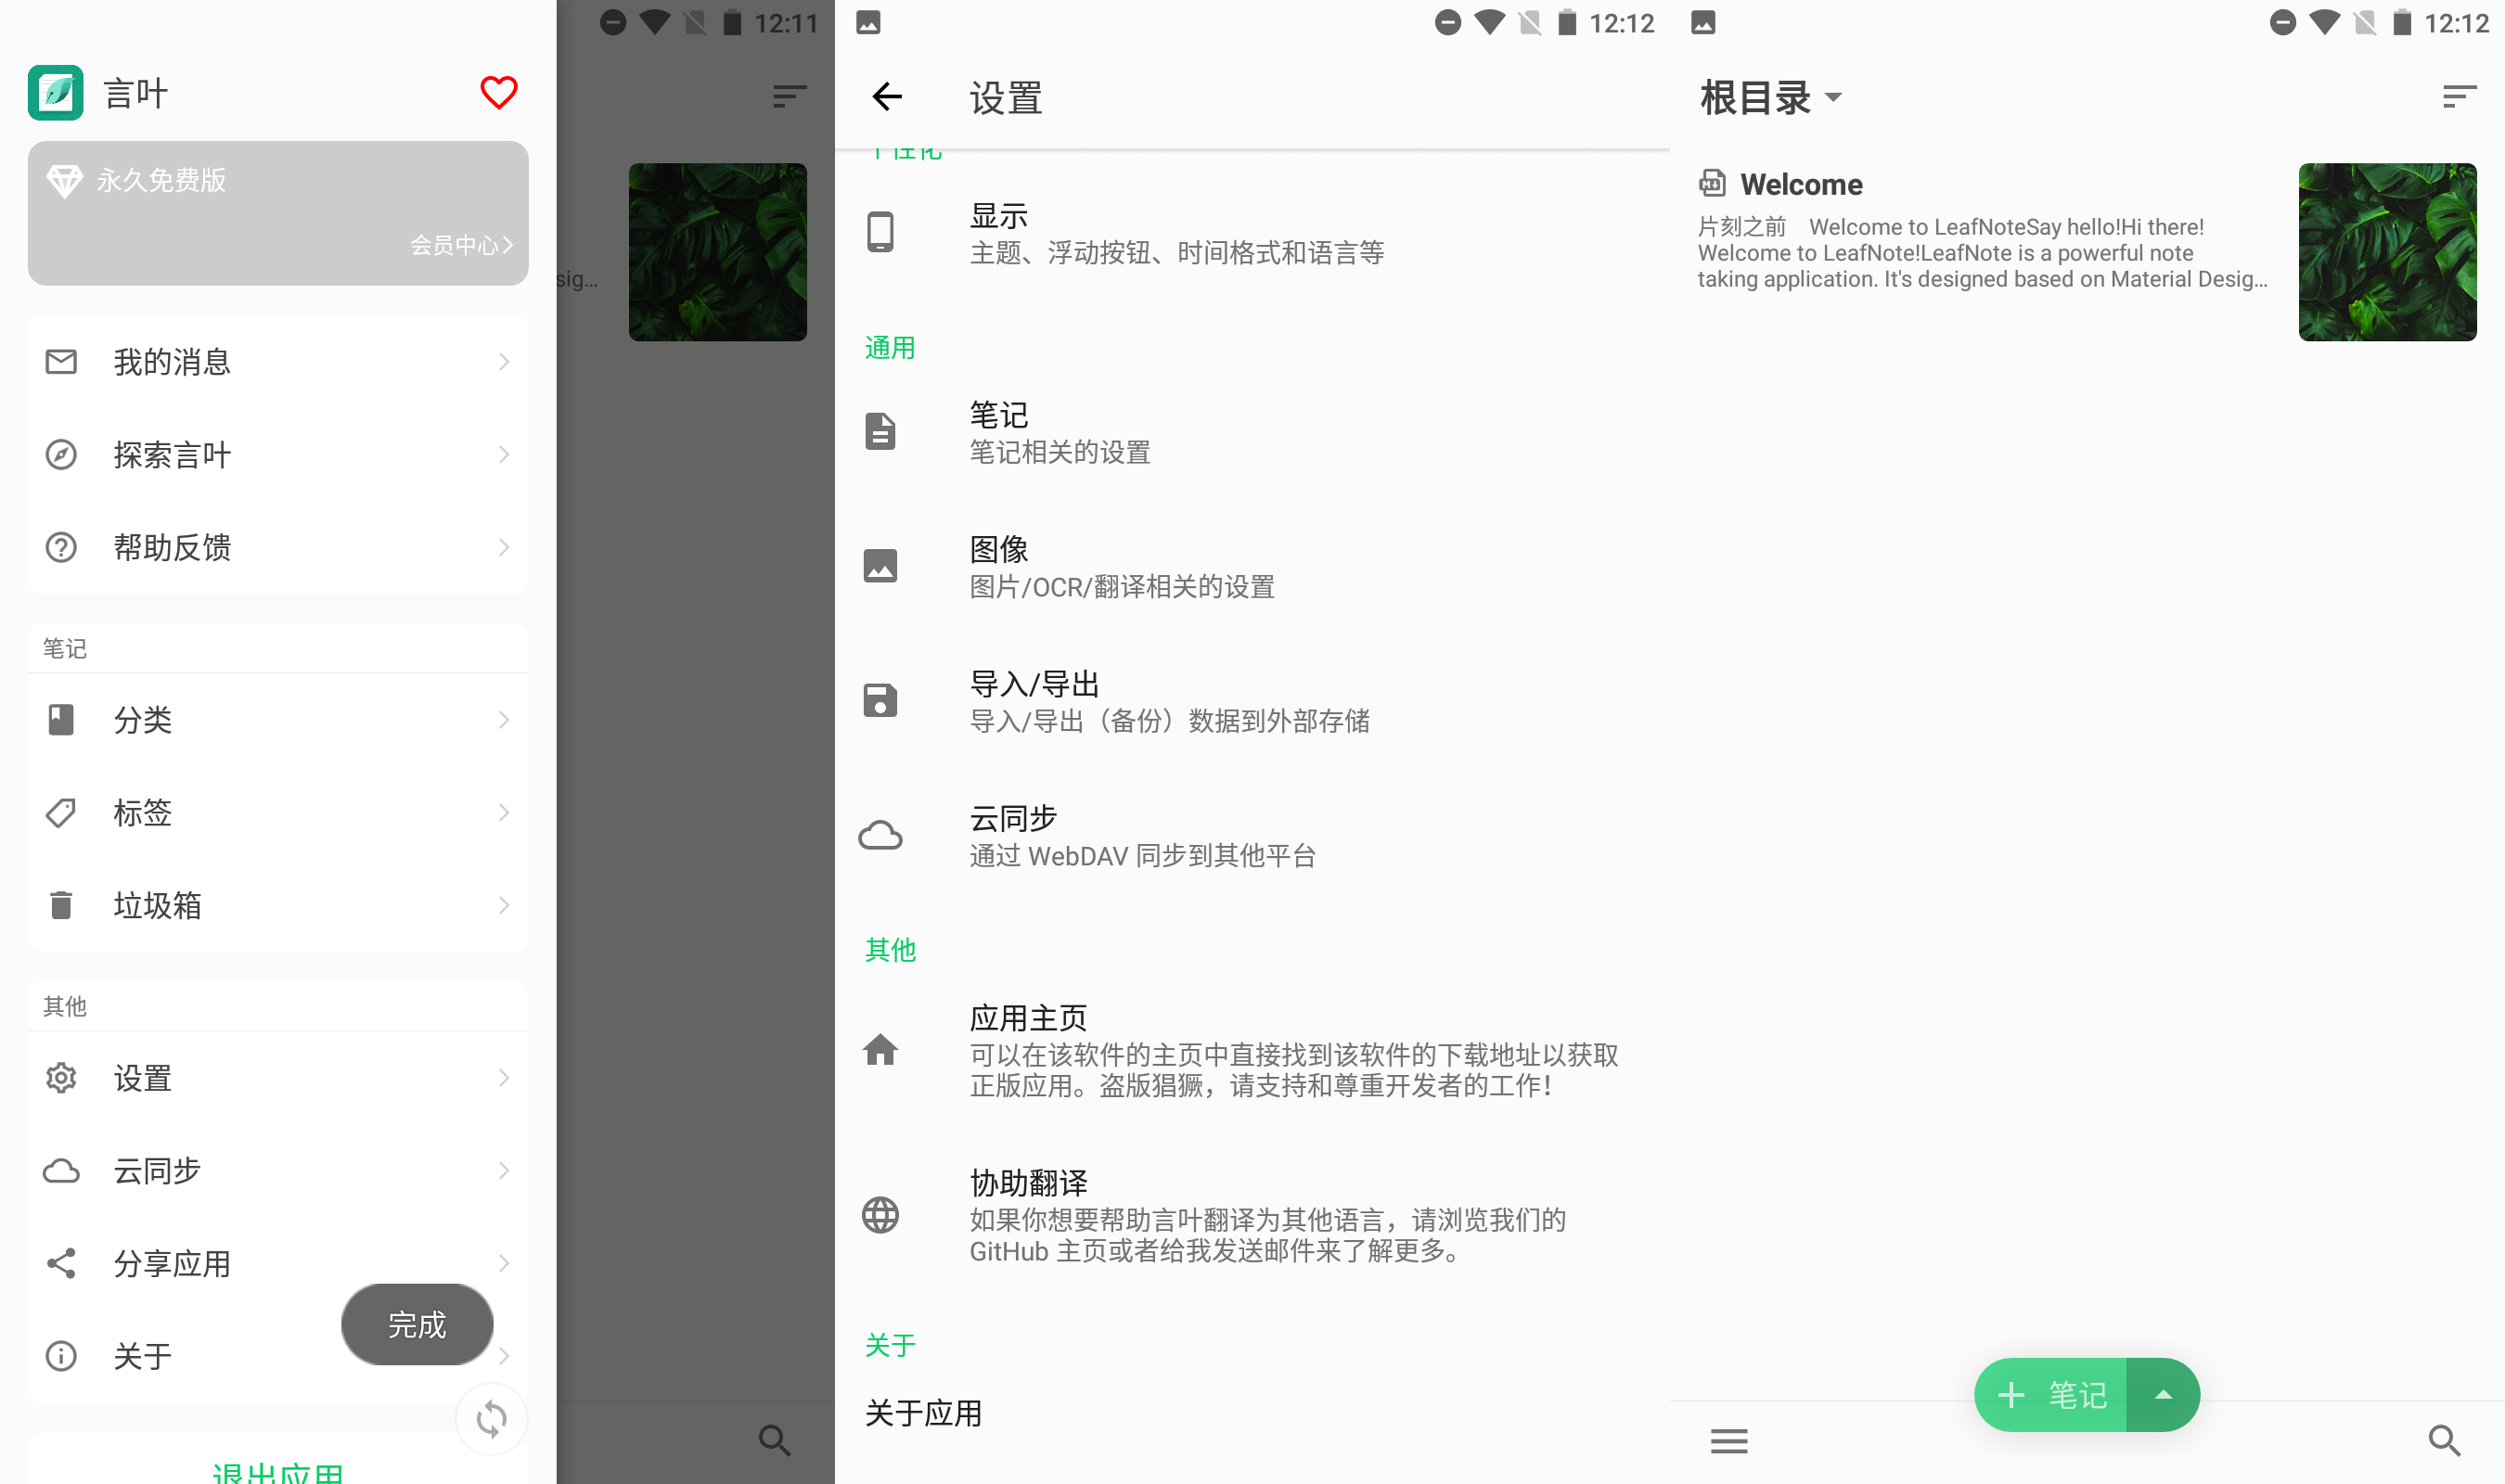 12:11
言叶
永久免费版
会员中心
我的消息
探索言叶
帮助反馈
笔记
分类
标签
垃圾箱
其他
设置
云同步
分享应用
关于
完成
退出应用
sig...
12:12
设置
个性化
显示
主题、浮动按钮、时间格式和语言等
通用
笔记
笔记相关的设置
图像
图片/OCR/翻译相关的设置
导入/导出
导入/导出（备份）数据到外部存储
云同步
通过 WebDAV 同步到其他平台
其他
应用主页
可以在该软件的主页中直接找到该软件的下载地址以获取
正版应用。盗版猖獗，请支持和尊重开发者的工作！
协助翻译
如果你想要帮助言叶翻译为其他语言，请浏览我们的
GitHub 主页或者给我发送邮件来了解更多。
关于
关于应用
12:12
根目录
Welcome
片刻之前 Welcome to LeafNoteSay hello!Hi there!
Welcome to LeafNote!LeafNote is a powerful note
taking application. It's designed based on Material Desig...
笔记